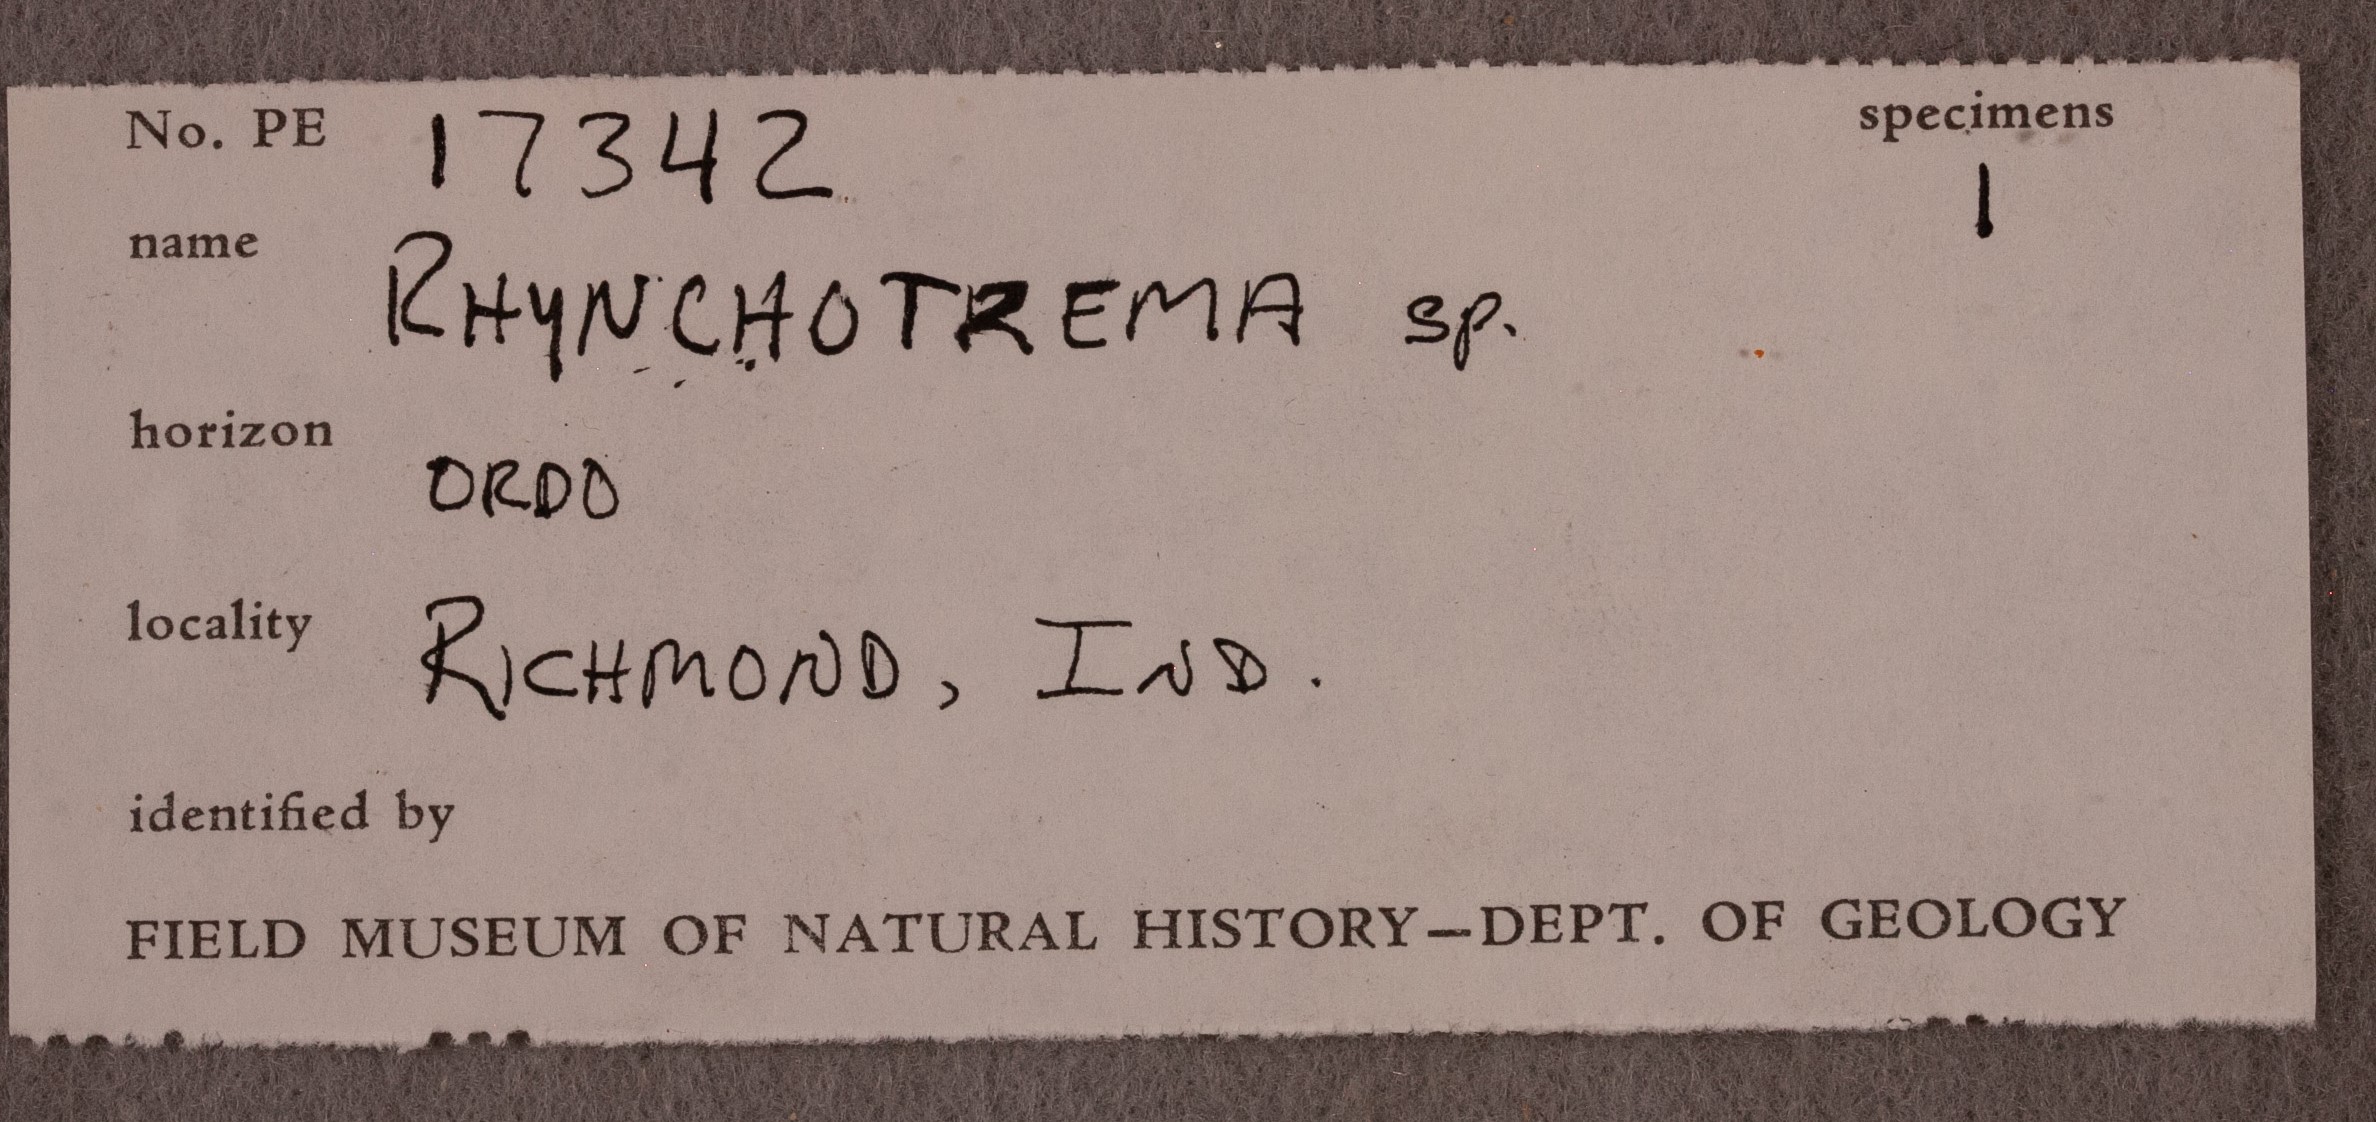 No. PE 17342 specimens
1
name
RHYNCHOTREMA sp.
horizon
ORDO
locality RICHMOND, IND.
identified by
FIELD MUSEUM OF NATURAL HISTORY—DEPT. OF GEOLOGY